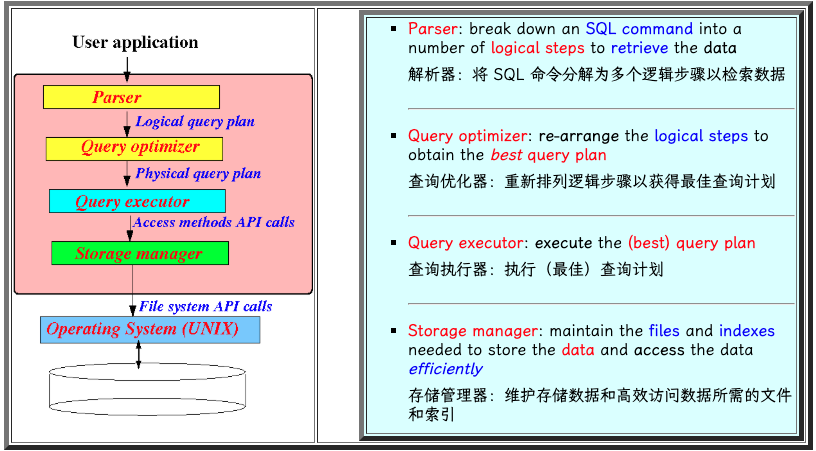 User application
Parser
Logical query plan
Query optimizer
Physical query plan
Query executor
Access methods API calls
Storage manager
File system API calls
Operating System (UNIX)
Parser: break down an SQL command into a
number of logical steps to retrieve the data
解析器：将 SQL 命令分解为多个逻辑步骤以检索数据
Query optimizer: re-arrange the logical steps to
obtain the best query plan
查询优化器：重新排列逻辑步骤以获得最佳查询计划
Query executor: execute the (best) query plan
查询执行器：执行（最佳）查询计划
Storage manager: maintain the files and indexes
needed to store the data and access the data
efficiently
存储管理器：维护存储数据和高效访问数据所需的文件
和索引